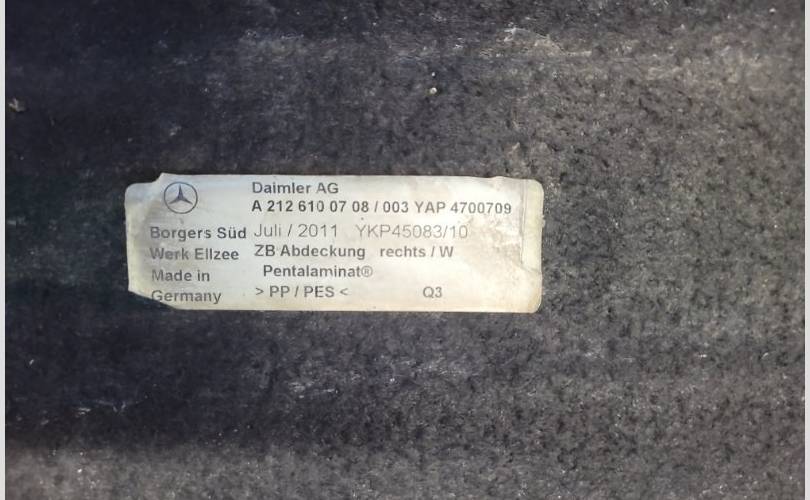 Daimler AG
A 212 610 07 08 / 003 YAP 4700709
Borgers Süd Juli / 2011 YKP45083/10
Werk Ellzee ZB Abdeckung rechts / W
Made in Pentalaminat®
Germany > PP / PES < Q3